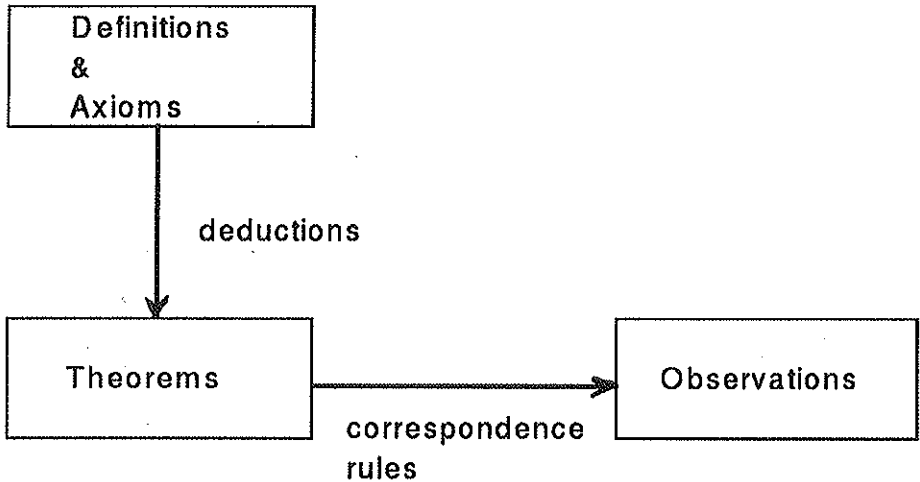 Definitions
&
Axioms
deductions
Theorems
Observations
correspondence
rules